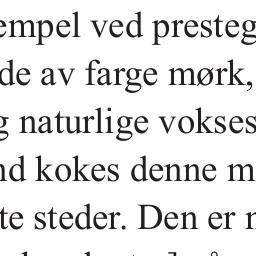 empel ved presteg
de av farge mørk,
g naturlige vokses
nd kokes denne m
te steder. Den er